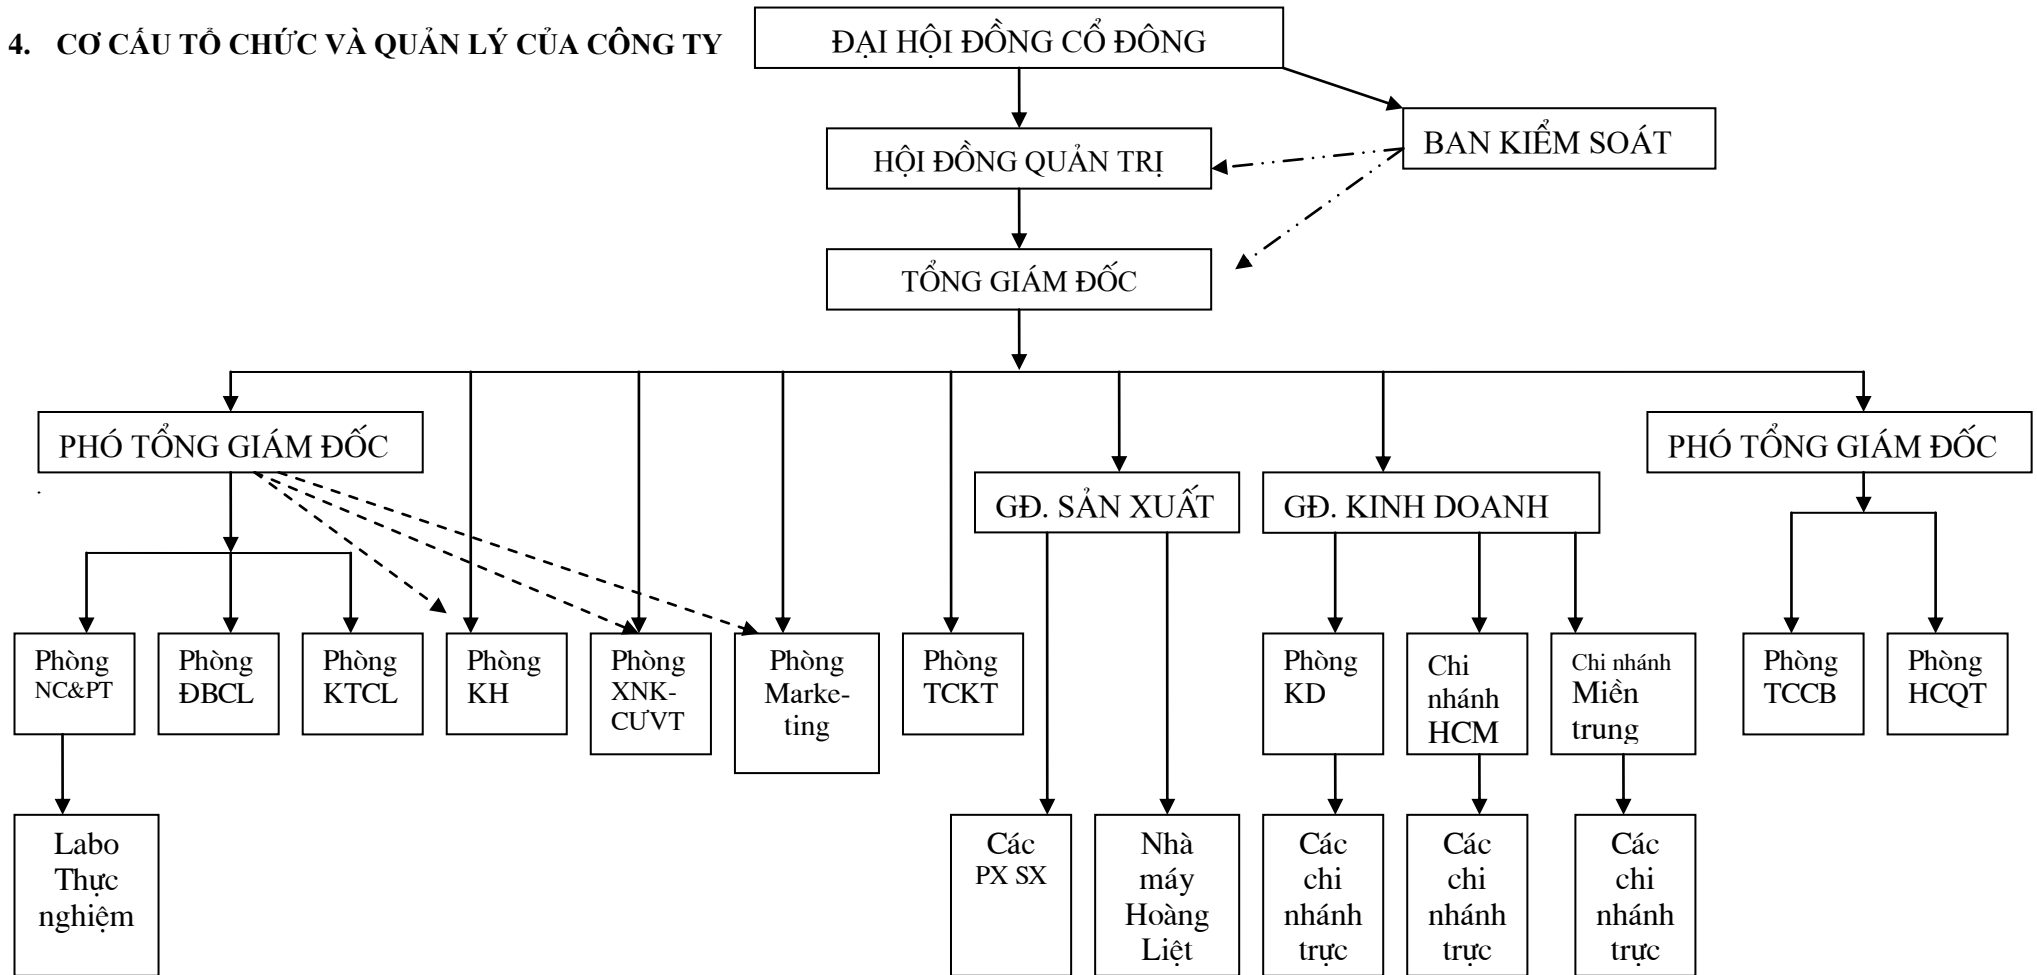 4. CƠ CẤU TỔ CHỨC VÀ QUẢN LÝ CỦA CÔNG TY
ĐẠI HỘI ĐỒNG CỔ ĐÔNG
BAN KIỂM SOÁT
HỘI ĐỒNG QUẢN TRỊ
TỔNG GIÁM ĐỐC
PHÓ TỔNG GIÁM ĐỐC
PHÓ TỔNG GIÁM ĐỐC
GĐ. SẢN XUẤT
GĐ. KINH DOANH
Phòng
NC&PT
Phòng
ĐBCL
Phòng
KTCL
Phòng
KH
Phòng
XNK-
CƯVT
Phòng
Marke-
ting
Phòng
TCKT
Phòng
KD
Chi
nhánh
HCM
Chi nhánh
Miền
trung
Phòng
TCCB
Phòng
HCQT
Labo
Thực
nghiệm
Các
PX SX
Nhà
máy
Hoàng
Liệt
Các
chi
nhánh
trực
Các
chi
nhánh
trực
Các
chi
nhánh
trực